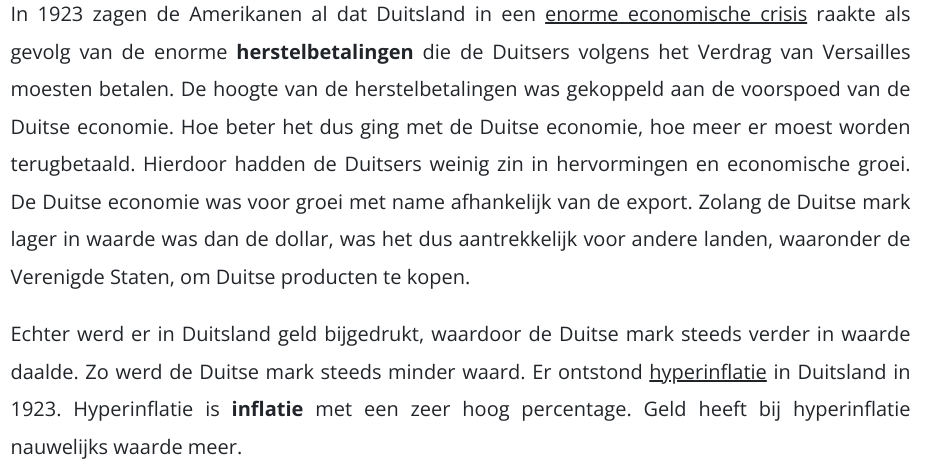 In 1923 zagen de Amerikanen al dat Duitsland in een enorme economische crisis raakte als
gevolg van de enorme herstelbetalingen die de Duitsers volgens het Verdrag van Versailles
moesten betalen. De hoogte van de herstelbetalingen was gekoppeld aan de voorspoed van de
Duitse economie. Hoe beter het dus ging met de Duitse economie, hoe meer er moest worden
terugbetaald. Hierdoor hadden de Duitsers weinig zin in hervormingen en economische groei.
De Duitse economie was voor groei met name afhankelijk van de export. Zolang de Duitse mark
lager in waarde was dan de dollar, was het dus aantrekkelijk voor andere landen, waaronder de
Verenigde Staten, om Duitse producten te kopen.
Echter werd er in Duitsland geld bijgedrukt, waardoor de Duitse mark steeds verder in waarde
daalde. Zo werd de Duitse mark steeds minder waard. Er ontstond hyperinflatie in Duitsland in
1923. Hyperinflatie is inflatie met een zeer hoog percentage. Geld heeft bij hyperinflatie
nauwelijks waarde meer.